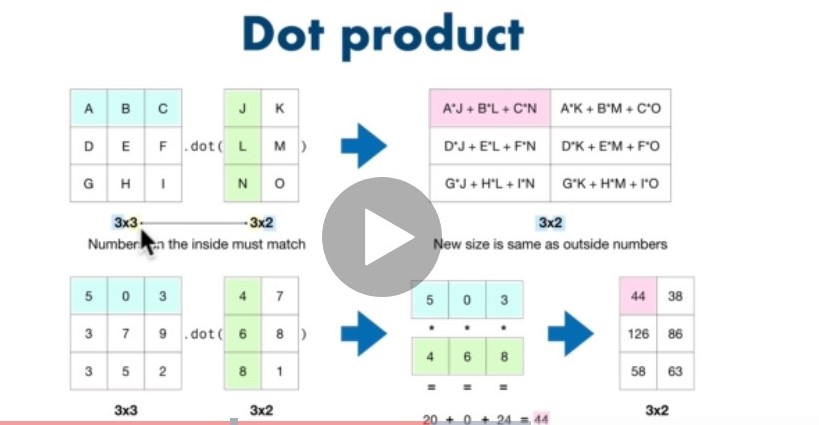 Dot product
A B C
D E F
G H I
.dot(
J K
L M
N O
)
A*J + B*L + C*N A*K + B*M + C*O
D*J + E*L + F*N D*K + E*M + F*O
G*J + H*L + I*N G*K + H*M + I*O
3x3 3x2
3x2
Numbers the inside must match
New size is same as outside numbers
5 0 3
3 7 9
3 5 2
.dot(
4 7
6 8
8 1
)
5 0 3
* * *
4 6 8
= = =
20 + 0 + 24 = 44
44 38
126 86
58 63
3x3
3x2
3x2